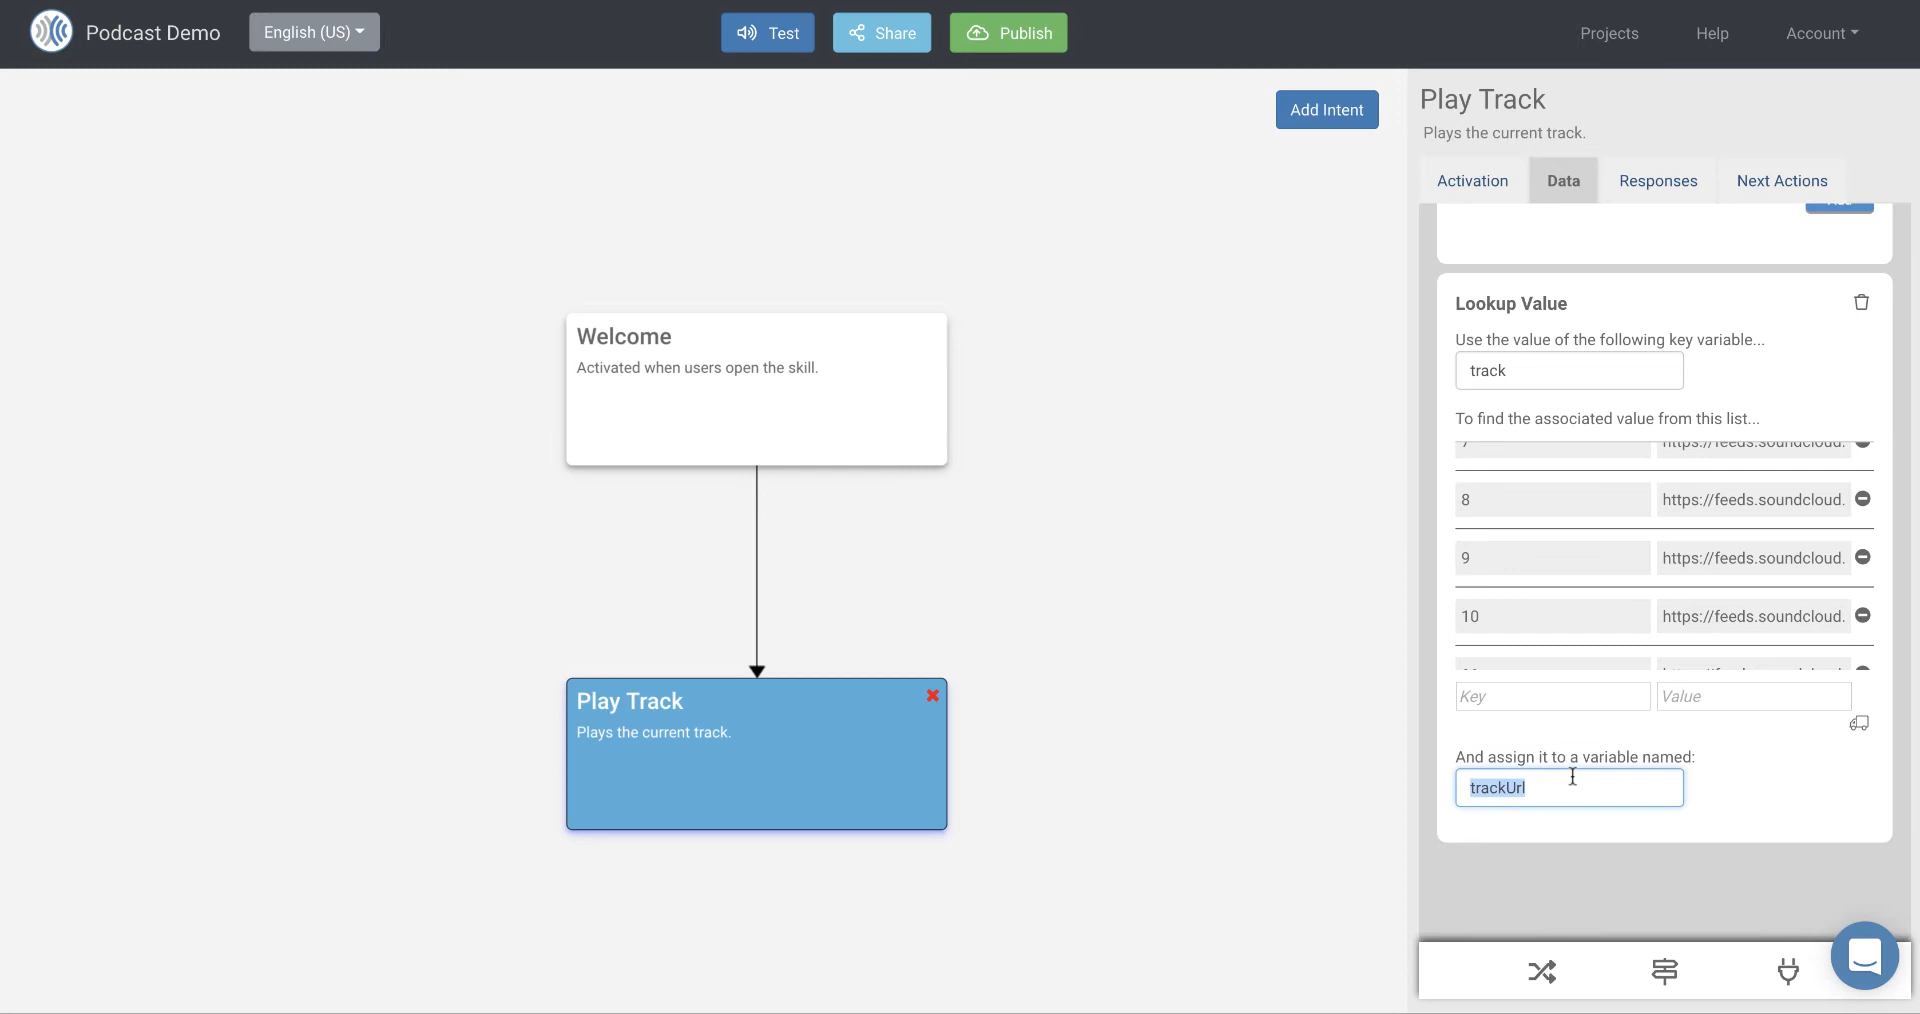 Podcast Demo
English (US)
Test
Share
Publish
Projects
Help
Account
Add Intent
Play Track
Plays the current track.
Activation
Data
Responses
Next Actions
Lookup Value
Use the value of the following key variable...
track
To find the associated value from this list...
7 https://feeds.soundcloud.
8 https://feeds.soundcloud.
9 https://feeds.soundcloud.
10 https://feeds.soundcloud.
Key Value
And assign it to a variable named:
trackUrl
Welcome
Activated when users open the skill.
Play Track
Plays the current track.